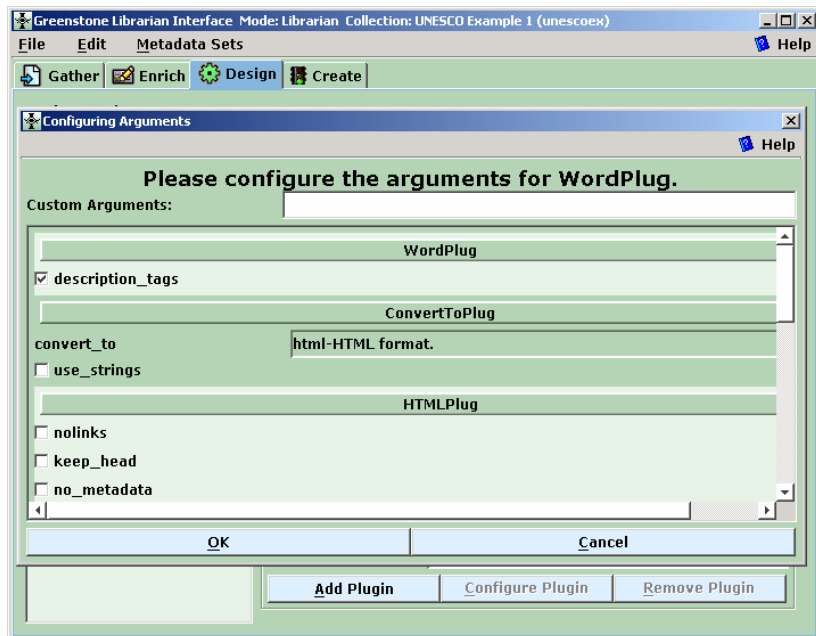 Greenstone Librarian Interface Mode: Librarian Collection: UNESCO Example 1 (unescoex)
File Edit Metadata Sets Help
Gather Enrich Design Create
Configuring Arguments
Help
Please configure the arguments for WordPlug.
Custom Arguments:
WordPlug
description_tags
ConvertToPlug
convert_to html-HTML format.
use_strings
HTMLPlug
nolinks
keep_head
no_metadata
OK Cancel
Add Plugin Configure Plugin Remove Plugin